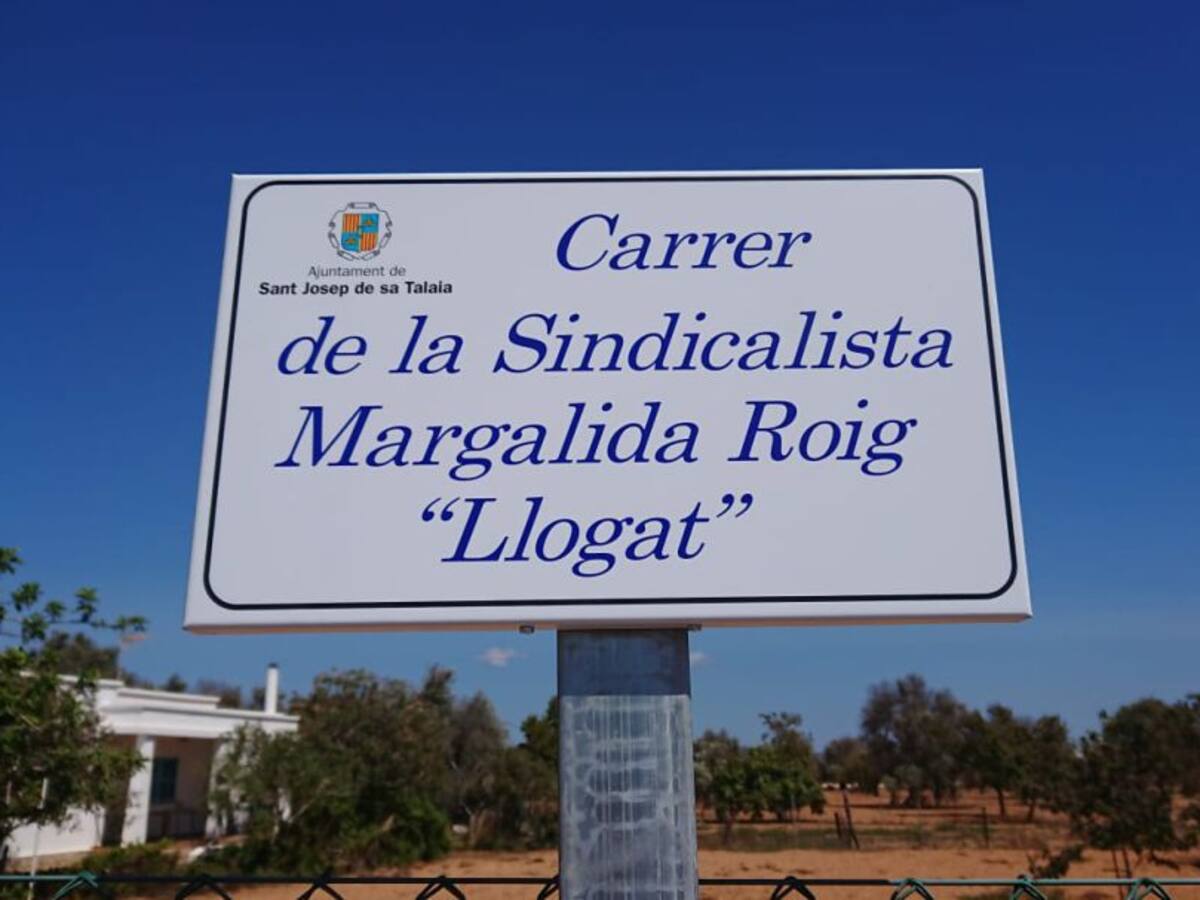 Ajuntament de
Sant Josep de sa Talaia
Carrer
de la Sindicalista
Margalida Roig
“Llogat”